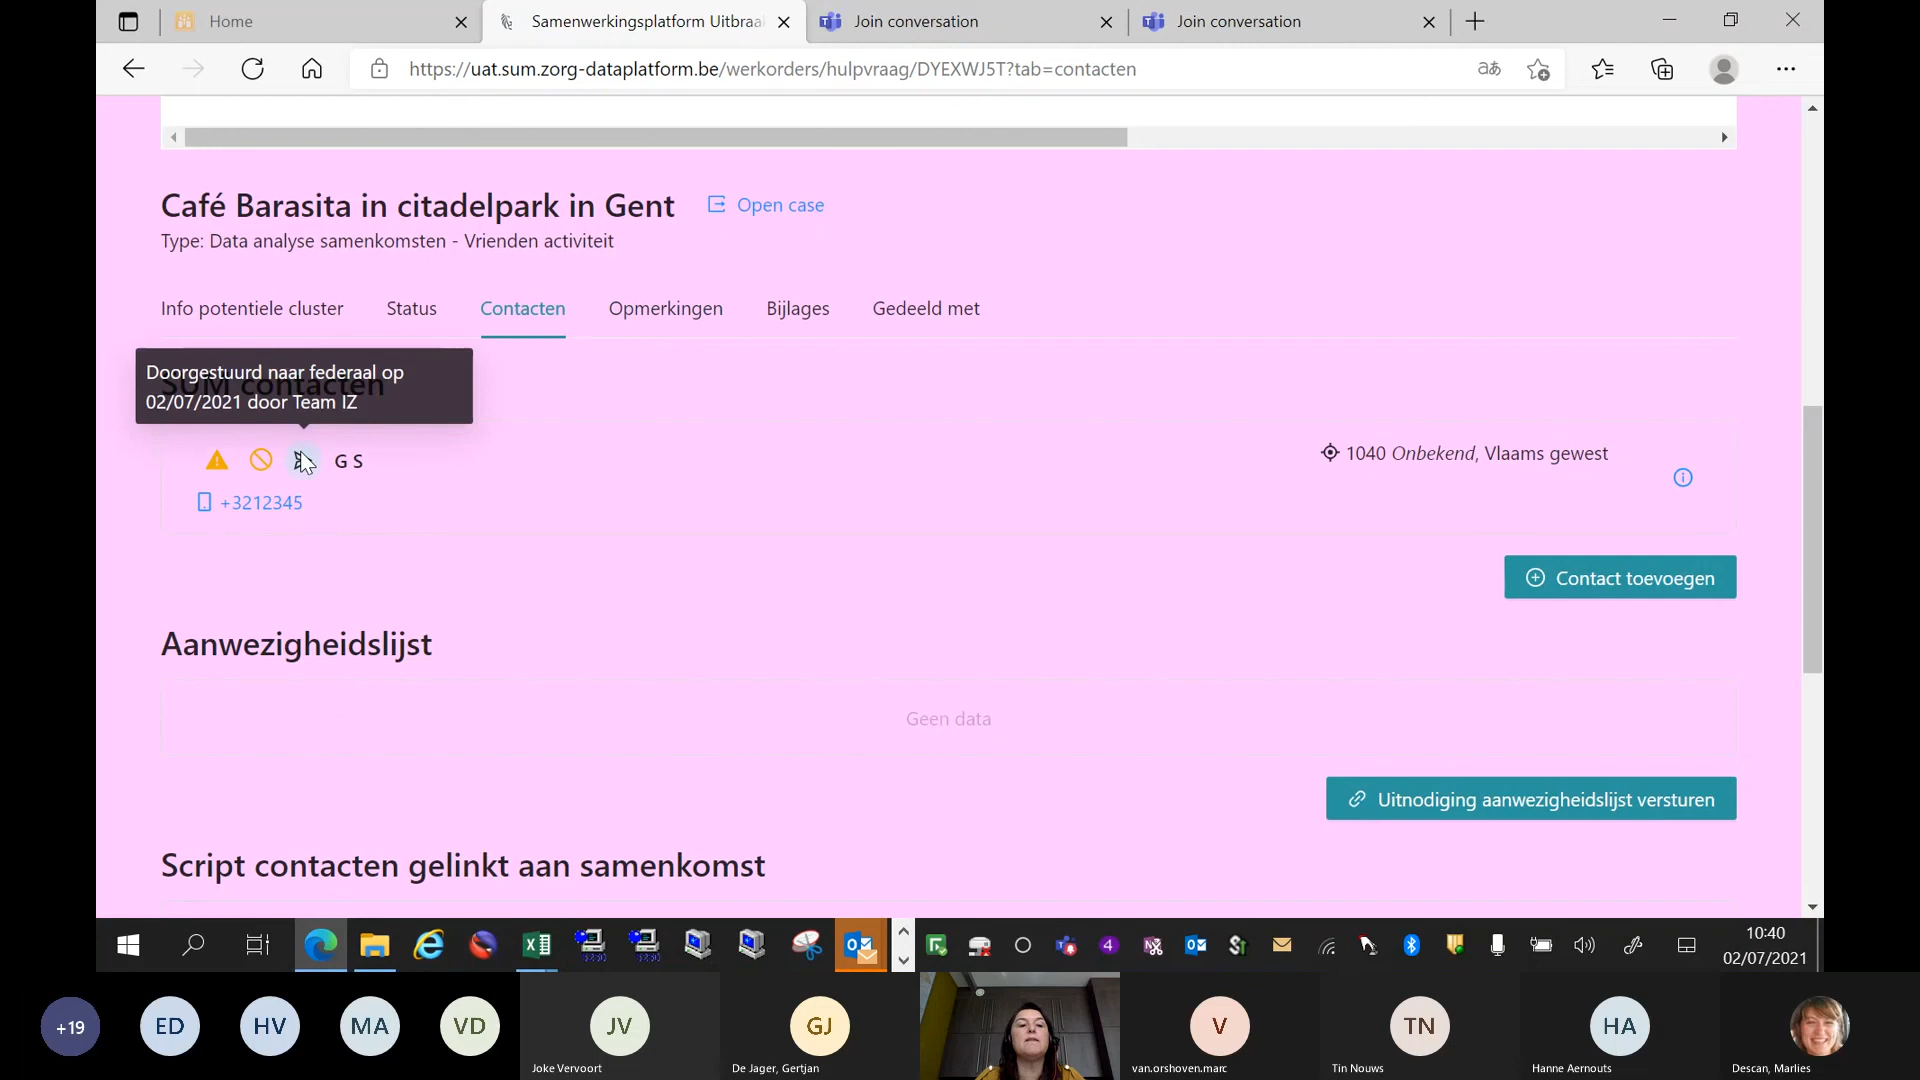 Home
Samenwerkingsplatform Uitbraa
Join conversation
Join conversation
https://uat.sum.zorg-dataplatform.be/werkorders/hulpvraag/DYEXWJ5T?tab=contacten
aあ
Café Barasita in citadelpark in Gent
Open case
Type: Data analyse samenkomsten - Vrienden activiteit
Info potentiele cluster
Status
Contacten
Opmerkingen
Bijlages
Gedeeld met
SUM contacten
Doorgestuurd naar federaal op
02/07/2021 door Team IZ
G S
1040 Onbekend, Vlaams gewest
+3212345
Contact toevoegen
Aanwezigheidslijst
Geen data
Uitnodiging aanwezigheidslijst versturen
Script contacten gelinkt aan samenkomst
4
10:40
02/07/2021
+19
ED
HV
MA
VD
JV
Joke Vervoort
GJ
De Jager, Gertjan
V
van.orshoven.marc
TN
Tin Nouws
HA
Hanne Aernouts
Descan, Marlies